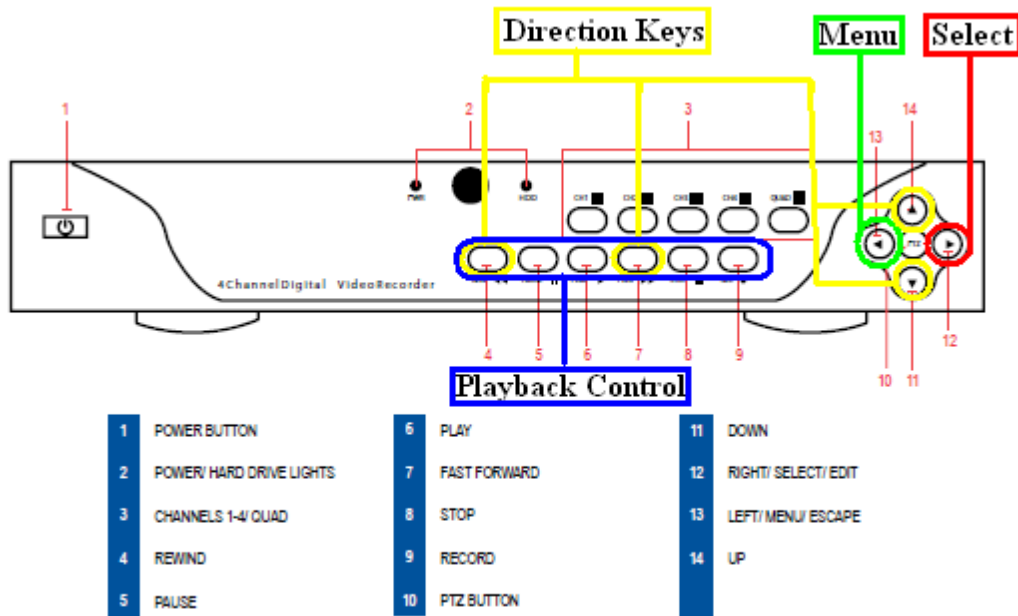 Direction Keys
Menu
Select
1
2
3
13
14
PWR
HDD
CH1
CH2
CH3
CH4
QUAD
PTZ
4ChannelDigital VideoRecorder
4
5
6
7
8
9
10
11
12
Playback Control
1 POWER BUTTON
2 POWER/ HARD DRIVE LIGHTS
3 CHANNELS 1-4/ QUAD
4 REWIND
5 PAUSE
6 PLAY
7 FAST FORWARD
8 STOP
9 RECORD
10 PTZ BUTTON
11 DOWN
12 RIGHT/ SELECT/ EDIT
13 LEFT/ MENU/ ESCAPE
14 UP